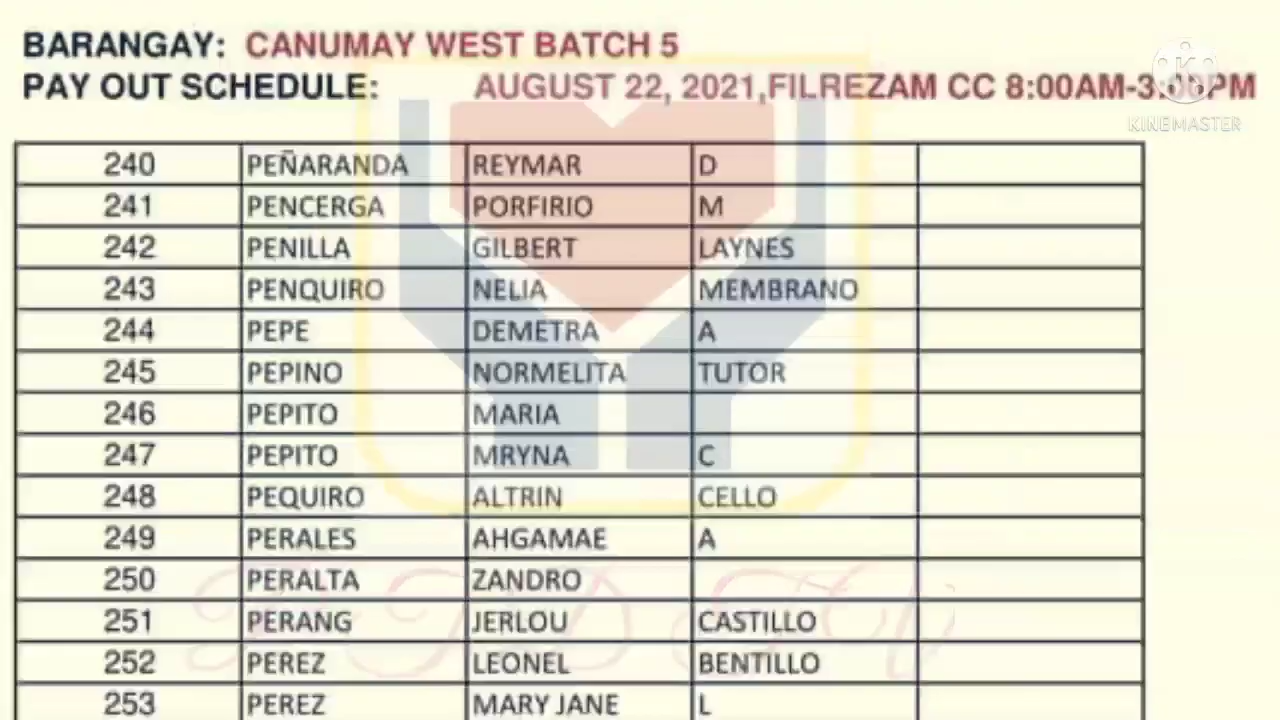 BARANGAY: CANUMAY WEST BATCH 5
PAY OUT SCHEDULE: AUGUST 22, 2021,FILREZAM CC 8:00AM-3:00PM
KINEMASTER
240 PEÑARANDA REYMAR D
241 PENCERGA PORFIRIO M
242 PENILLA GILBERT LAYNES
243 PENQUIRO NELIA MEMBRANO
244 PEPE DEMETRA A
245 PEPINO NORMELITA TUTOR
246 PEPITO MARIA
247 PEPITO MRYNA C
248 PEQUIRO ALTRIN CELLO
249 PERALES AHGAMAE A
250 PERALTA ZANDRO
251 PERANG JERLOU CASTILLO
252 PEREZ LEONEL BENTILLO
253 PEREZ MARY JANE L